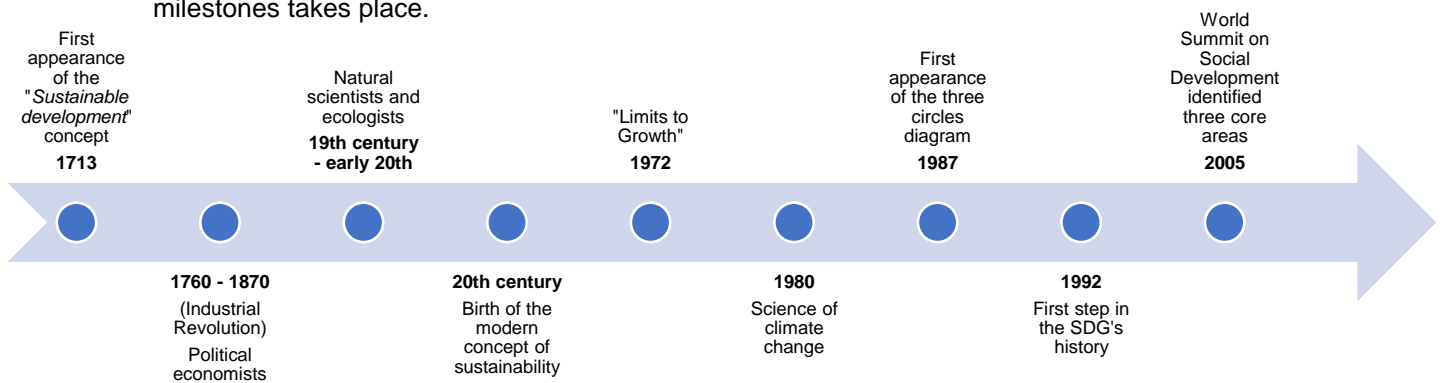 milestones takes place.
First
appearance
of the
"Sustainable
development"
concept
1713
1760 - 1870
(Industrial
Revolution)
Political
economists
Natural
scientists and
ecologists
19th century
- early 20th
20th century
Birth of the
modern
concept of
sustainability
"Limits to
Growth"
1972
1980
Science of
climate
change
First
appearance
of the three
circles
diagram
1987
1992
First step in
the SDG's
history
World
Summit on
Social
Development
identified
three core
areas
2005